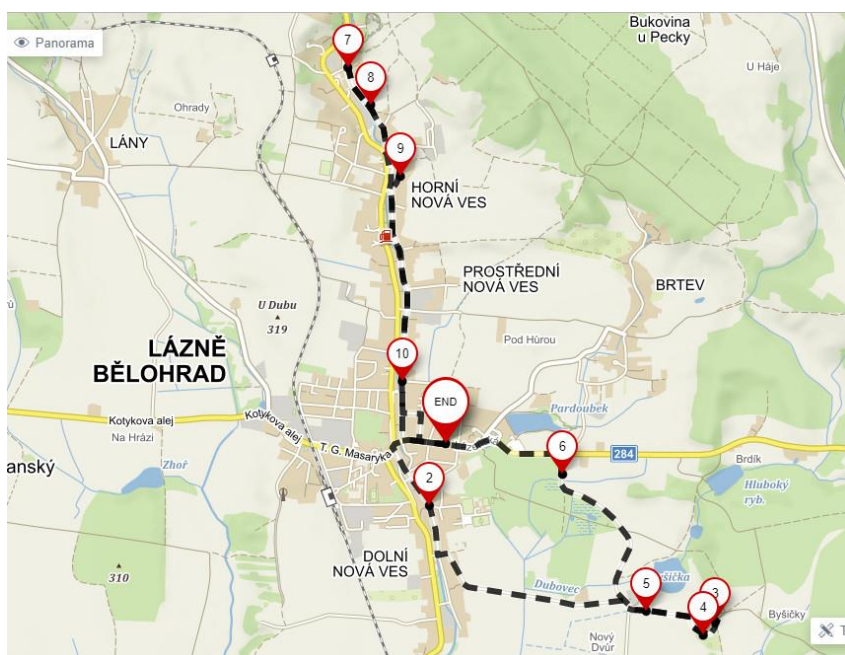 Panorama
7
8
9
10
END
2
6
5
3
4
Bukovina
u Pecky
U Háje
Ohrady
LÁNY
HORNÍ
NOVÁ VES
PROSTŘEDNÍ
NOVÁ VES
BRTEV
U Dubu
319
Pod Hůrou
LÁZNĚ
BĚLOHRAD
Kotykova alej
Na Hrázi
Kotykova alej
T. G. Masaryka
Pardoubek
284
Brdík
Zhoř
Hluboký
ryb.
anský
DOLNÍ
NOVÁ VES
310
Dubovec
Byšičky
Nový
Dvůr
T